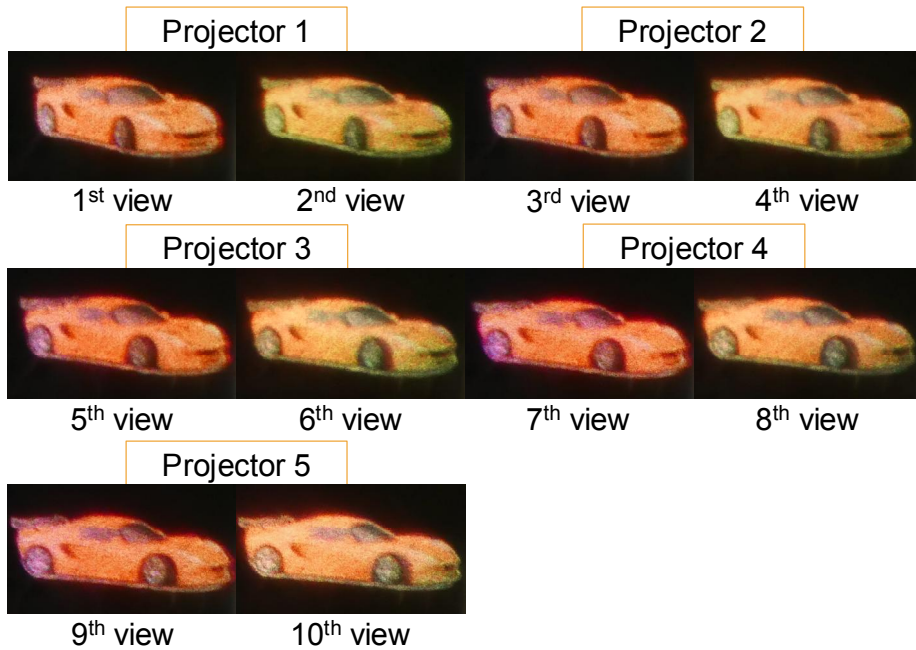 Projector 1
Projector 2
1st view
2nd view
3rd view
4th view
Projector 3
Projector 4
5th view
6th view
7th view
8th view
Projector 5
9th view
10th view